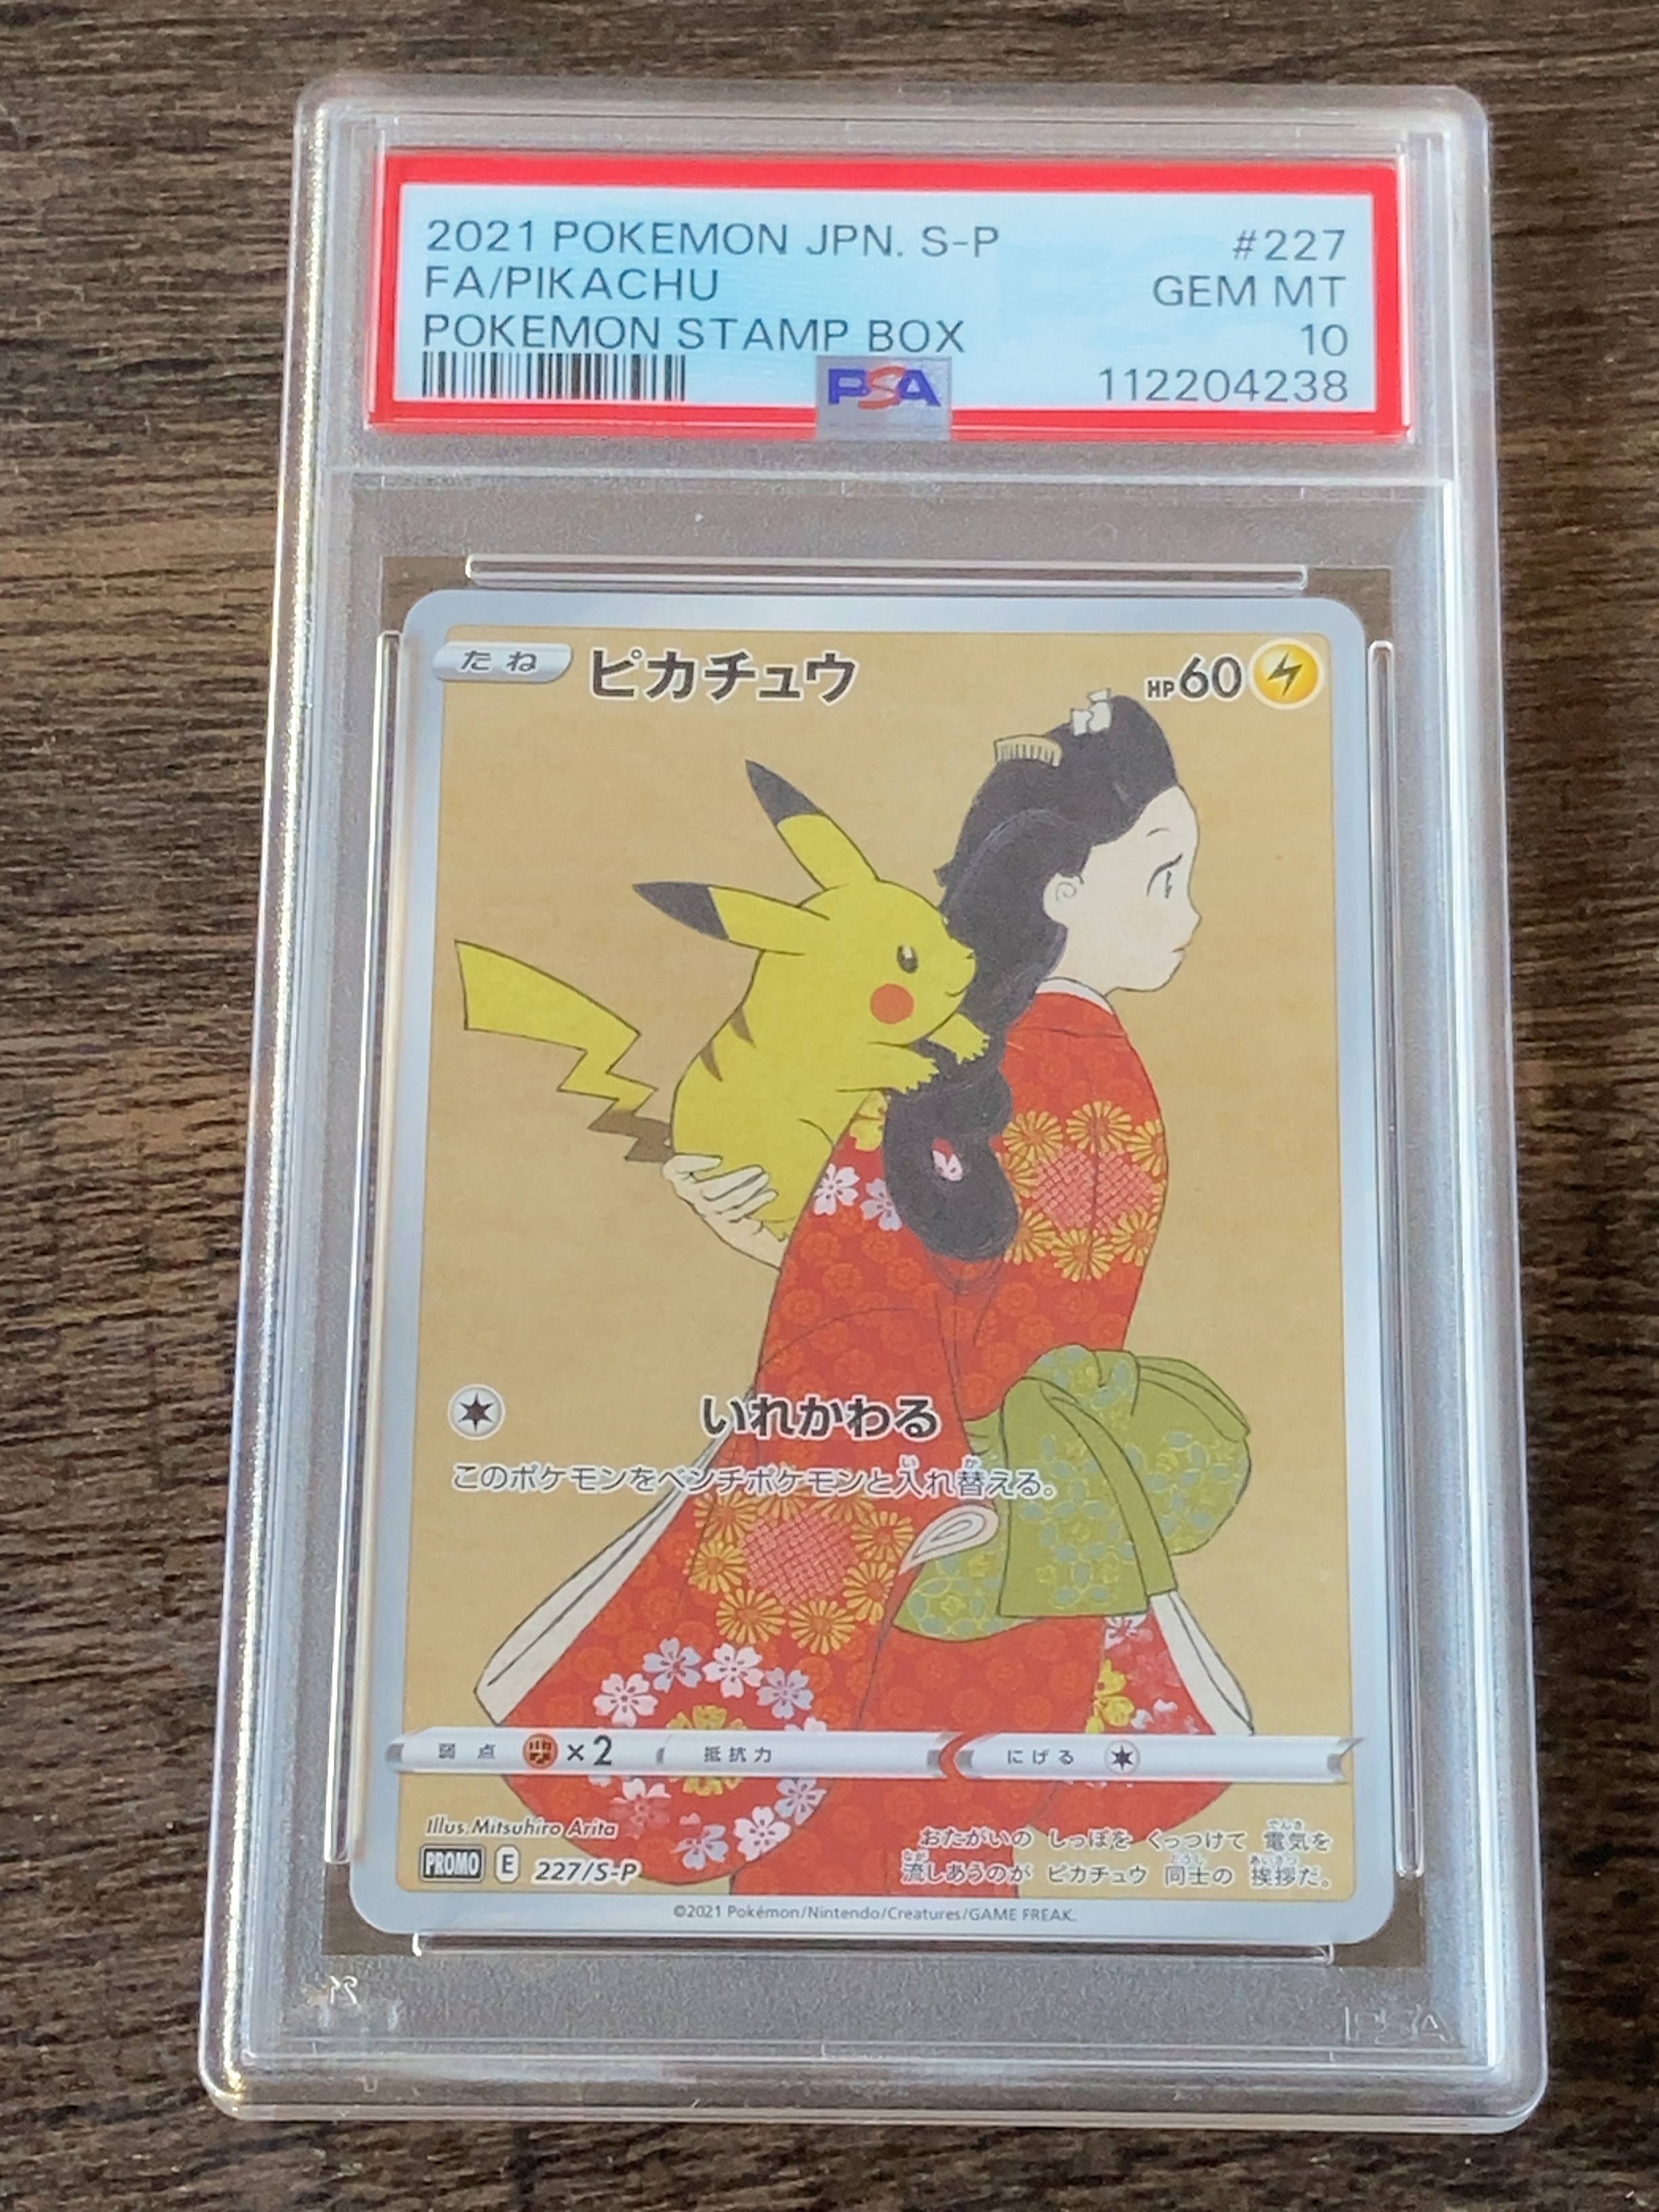 2021 POKEMON JPN. S-P #227
FA/PIKACHU GEM MT
POKEMON STAMP BOX 10
PSA 112204238
たね ピカチュウ HP60
いれかわる
このポケモンをベンチポケモンと入れ替える。
弱点 ×2 抵抗力 にげる
Illus. Mitsuhiro Arita
PROMO E 227/S-P
おたがいの しっぽを くっつけて 電気を
流しあうのが ピカチュウ 同士の 挨拶だ。
©2021 Pokémon/Nintendo/Creatures/GAME FREAK.
PSA